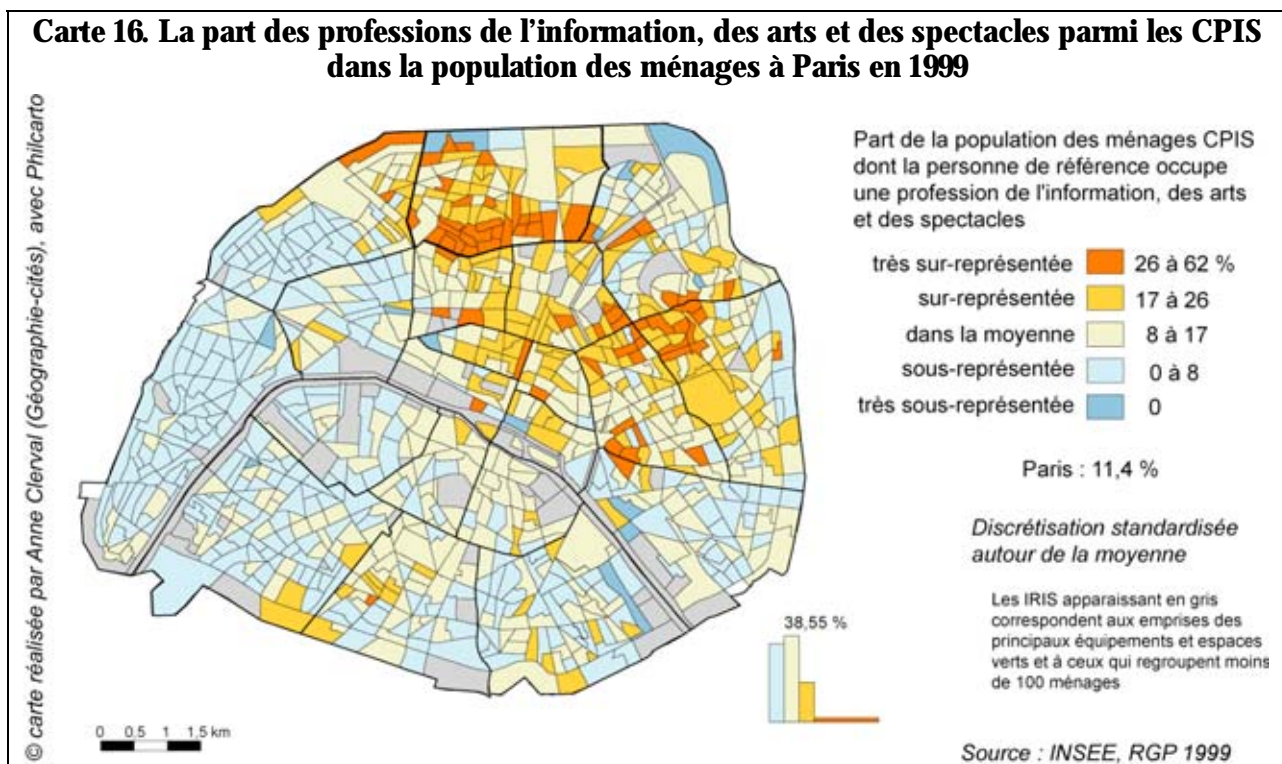 Carte 16. La part des professions de l'information, des arts et des spectacles parmi les CPIS
dans la population des ménages à Paris en 1999
© carte réalisée par Anne Clerval (Géographie-cités), avec Philcarto
Part de la population des ménages CPIS
dont la personne de référence occupe
une profession de l'information, des arts
et des spectacles
très sur-représentée 26 à 62 %
sur-représentée 17 à 26
dans la moyenne 8 à 17
sous-représentée 0 à 8
très sous-représentée 0
Paris : 11,4 %
Discrétisation standardisée
autour de la moyenne
Les IRIS apparaissant en gris
correspondent aux emprises des
principaux équipements et espaces
verts et à ceux qui regroupent moins
de 100 ménages
38,55 %
0 0,5 1 1,5 km
Source : INSEE, RGP 1999